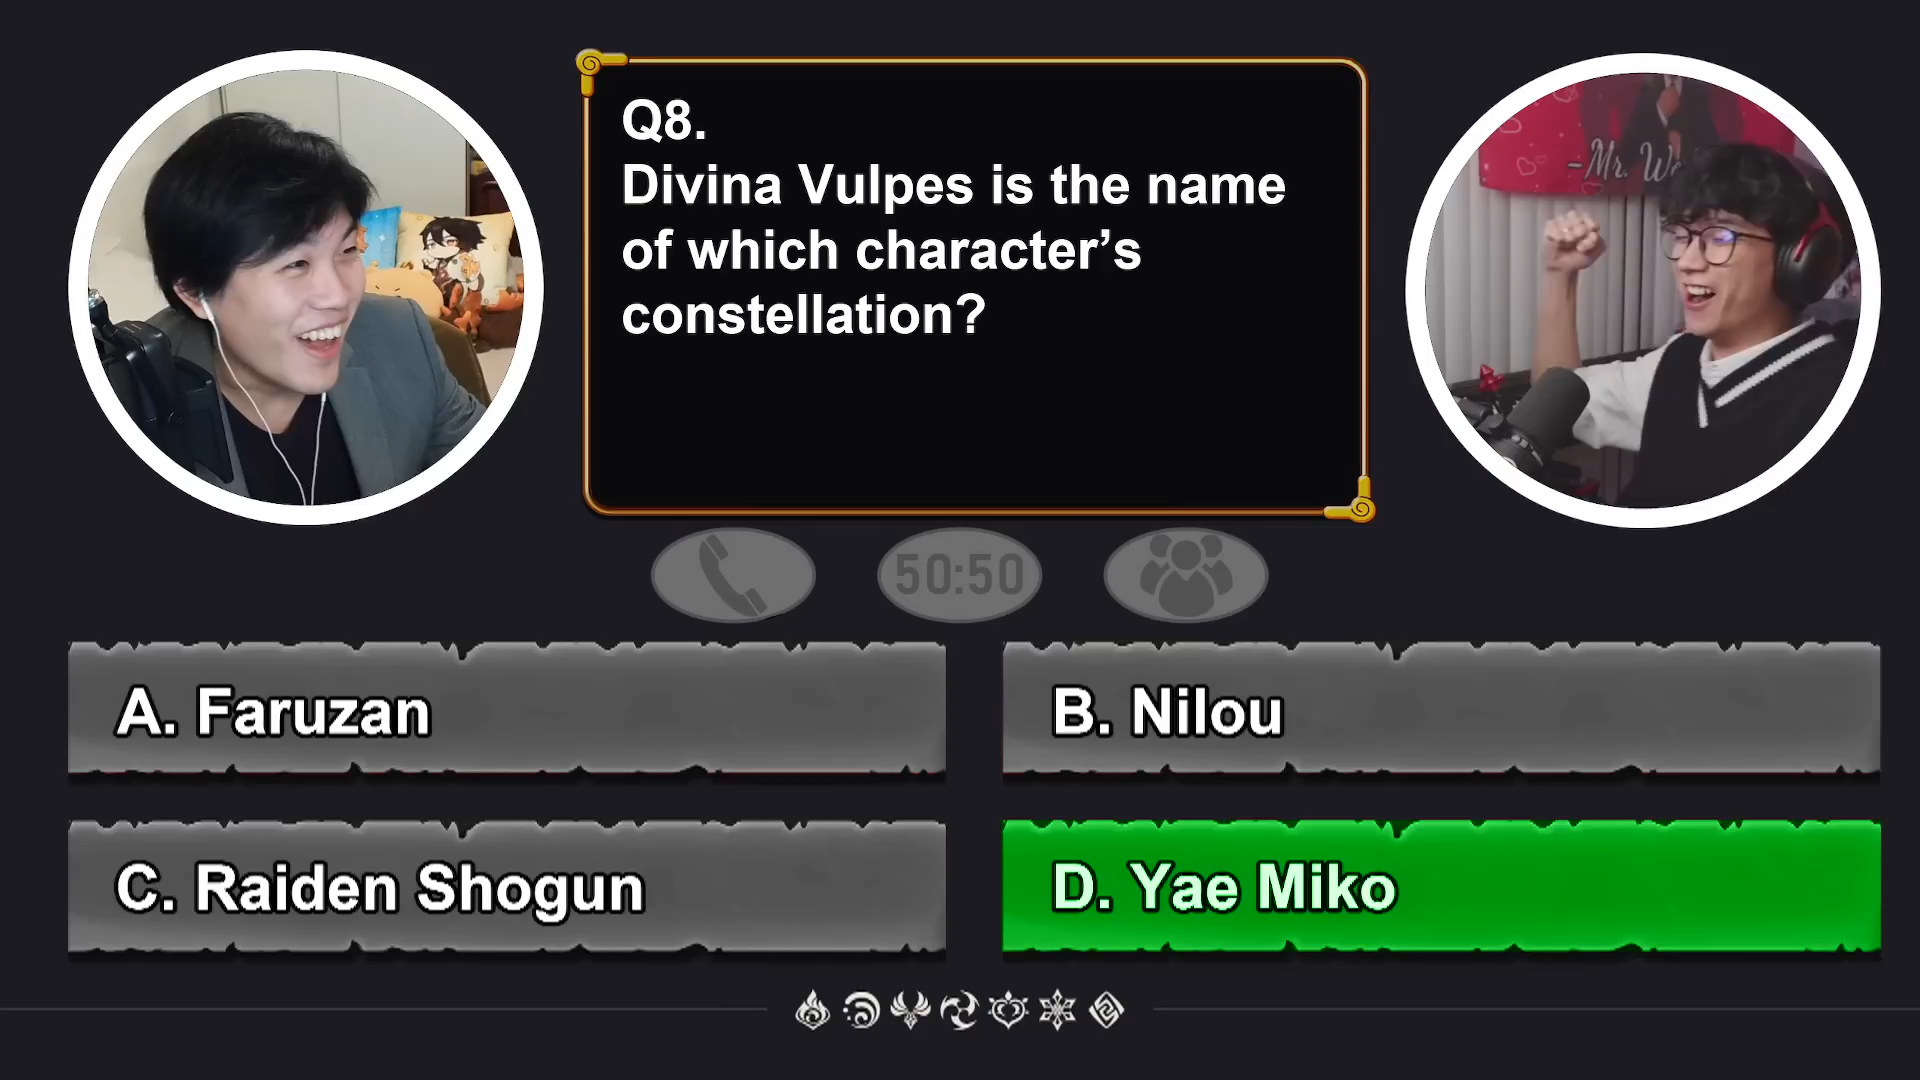 Q8.
Divina Vulpes is the name
of which character's
constellation?
50:50
A. Faruzan
B. Nilou
C. Raiden Shogun
D. Yae Miko